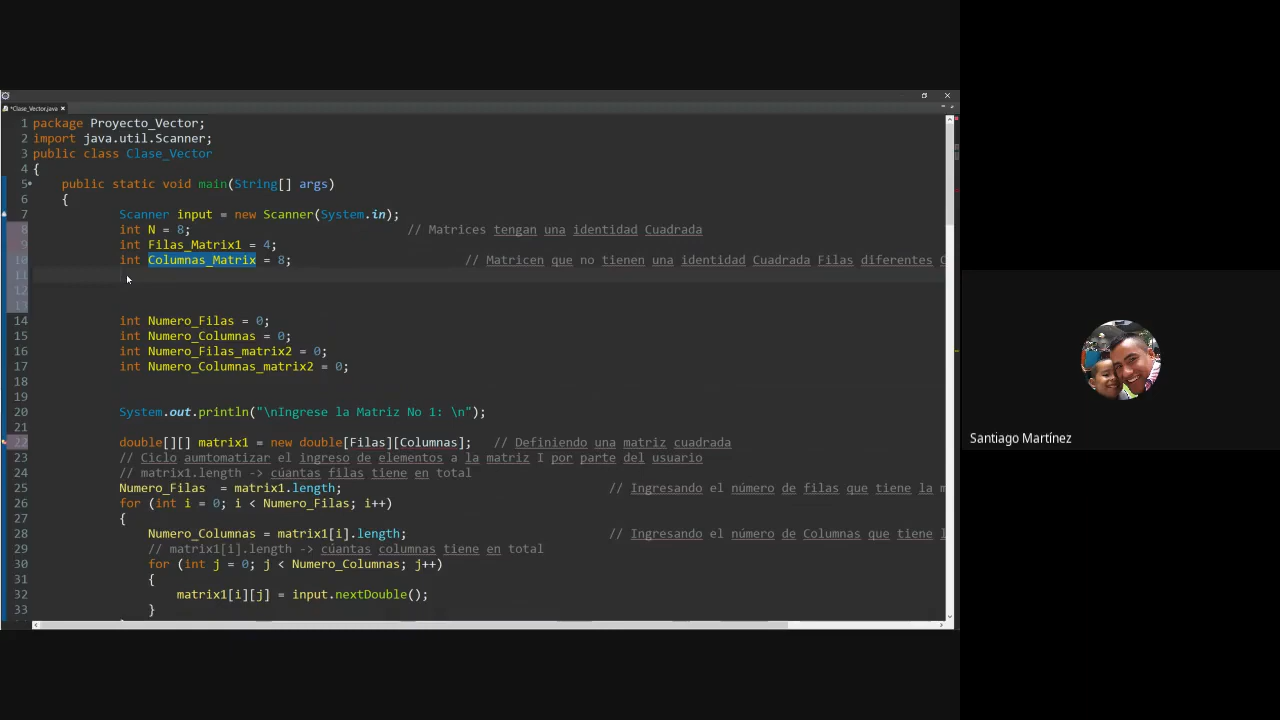 *Clase_Vector.java
1 package Proyecto_Vector;
2 import java.util.Scanner;
3 public class Clase_Vector
4 {
5 public static void main(String[] args)
6 {
7 Scanner input = new Scanner(System.in);
8 int N = 8; // Matrices tengan una identidad Cuadrada
9 int Filas_Matrix1 = 4;
10 int Columnas_Matrix = 8; // Matricen que no tienen una identidad Cuadrada Filas diferentes
11
12
13
14 int Numero_Filas = 0;
15 int Numero_Columnas = 0;
16 int Numero_Filas_matrix2 = 0;
17 int Numero_Columnas_matrix2 = 0;
18
19
20 System.out.println("\nIngrese la Matriz No 1: \n");
21
22 double[][] matrix1 = new double[Filas][Columnas]; // Definiendo una matriz cuadrada
23 // Ciclo aumtomatizar el ingreso de elementos a la matriz I por parte del usuario
24 // matrix1.length -> cúantas filas tiene en total
25 Numero_Filas = matrix1.length; // Ingresando el número de filas que tiene la m
26 for (int i = 0; i < Numero_Filas; i++)
27 {
28 Numero_Columnas = matrix1[i].length; // Ingresando el número de Columnas que tiene l
29 // matrix1[i].length -> cúantas columnas tiene en total
30 for (int j = 0; j < Numero_Columnas; j++)
31 {
32 matrix1[i][j] = input.nextDouble();
33 }
Santiago Martínez